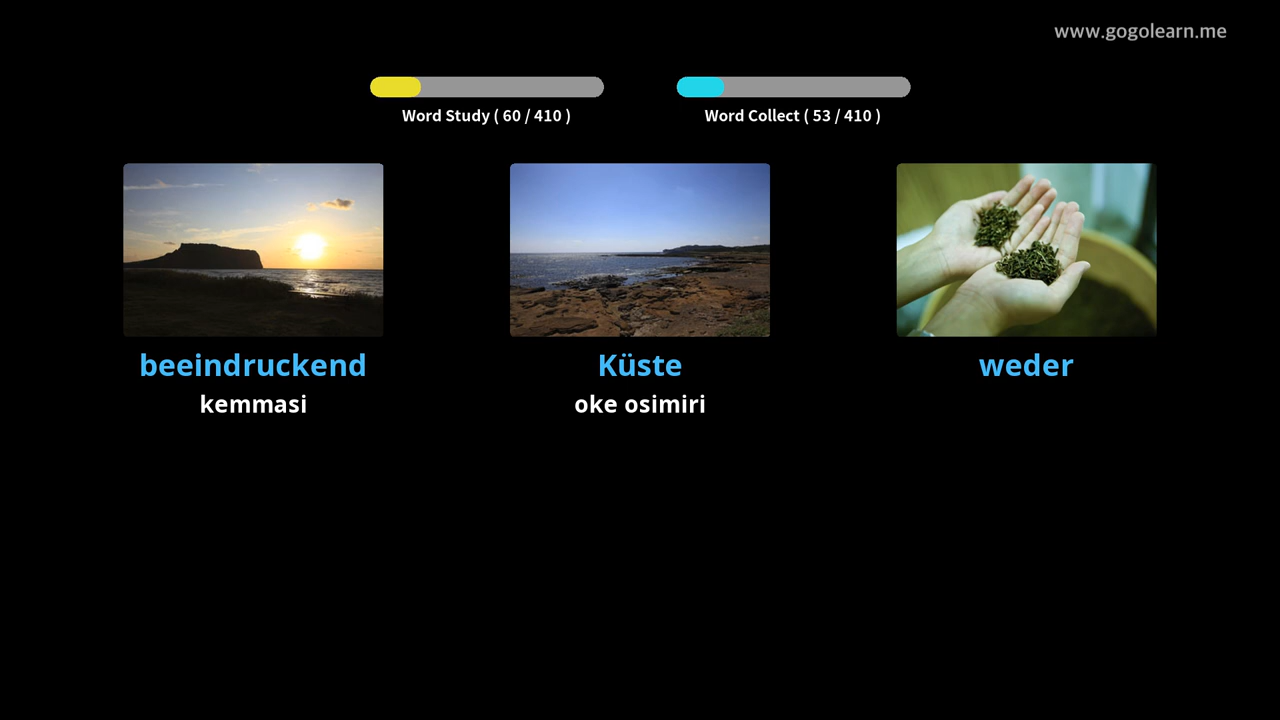 www.gogolearn.me
Word Study ( 60 / 410 )
Word Collect ( 53 / 410 )
beeindruckend
Küste
weder
kemmasi
oke osimiri